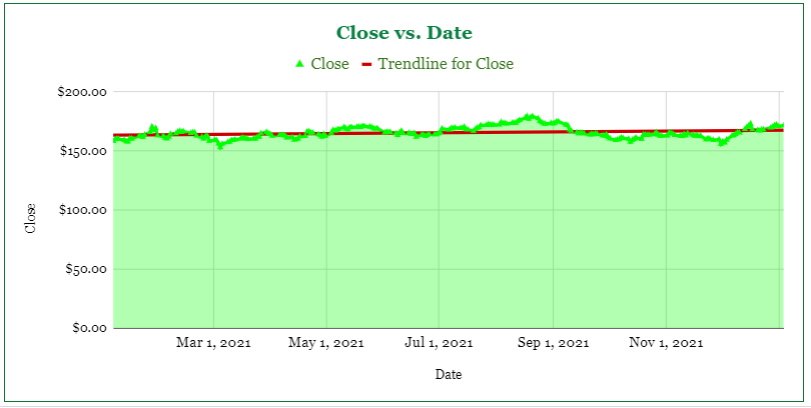 Close vs. Date
Close Trendline for Close
$200.00
$150.00
$100.00
$50.00
$0.00
Close
Mar 1, 2021 May 1, 2021 Jul 1, 2021 Sep 1, 2021 Nov 1, 2021
Date